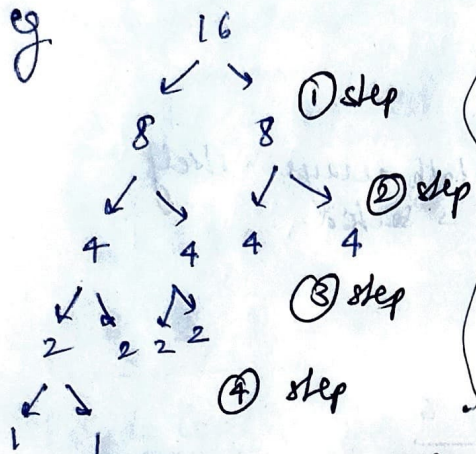 eg
16
① step
8 8
② step
4 4 4 4
③ step
2 2 2 2
④ step
1 1